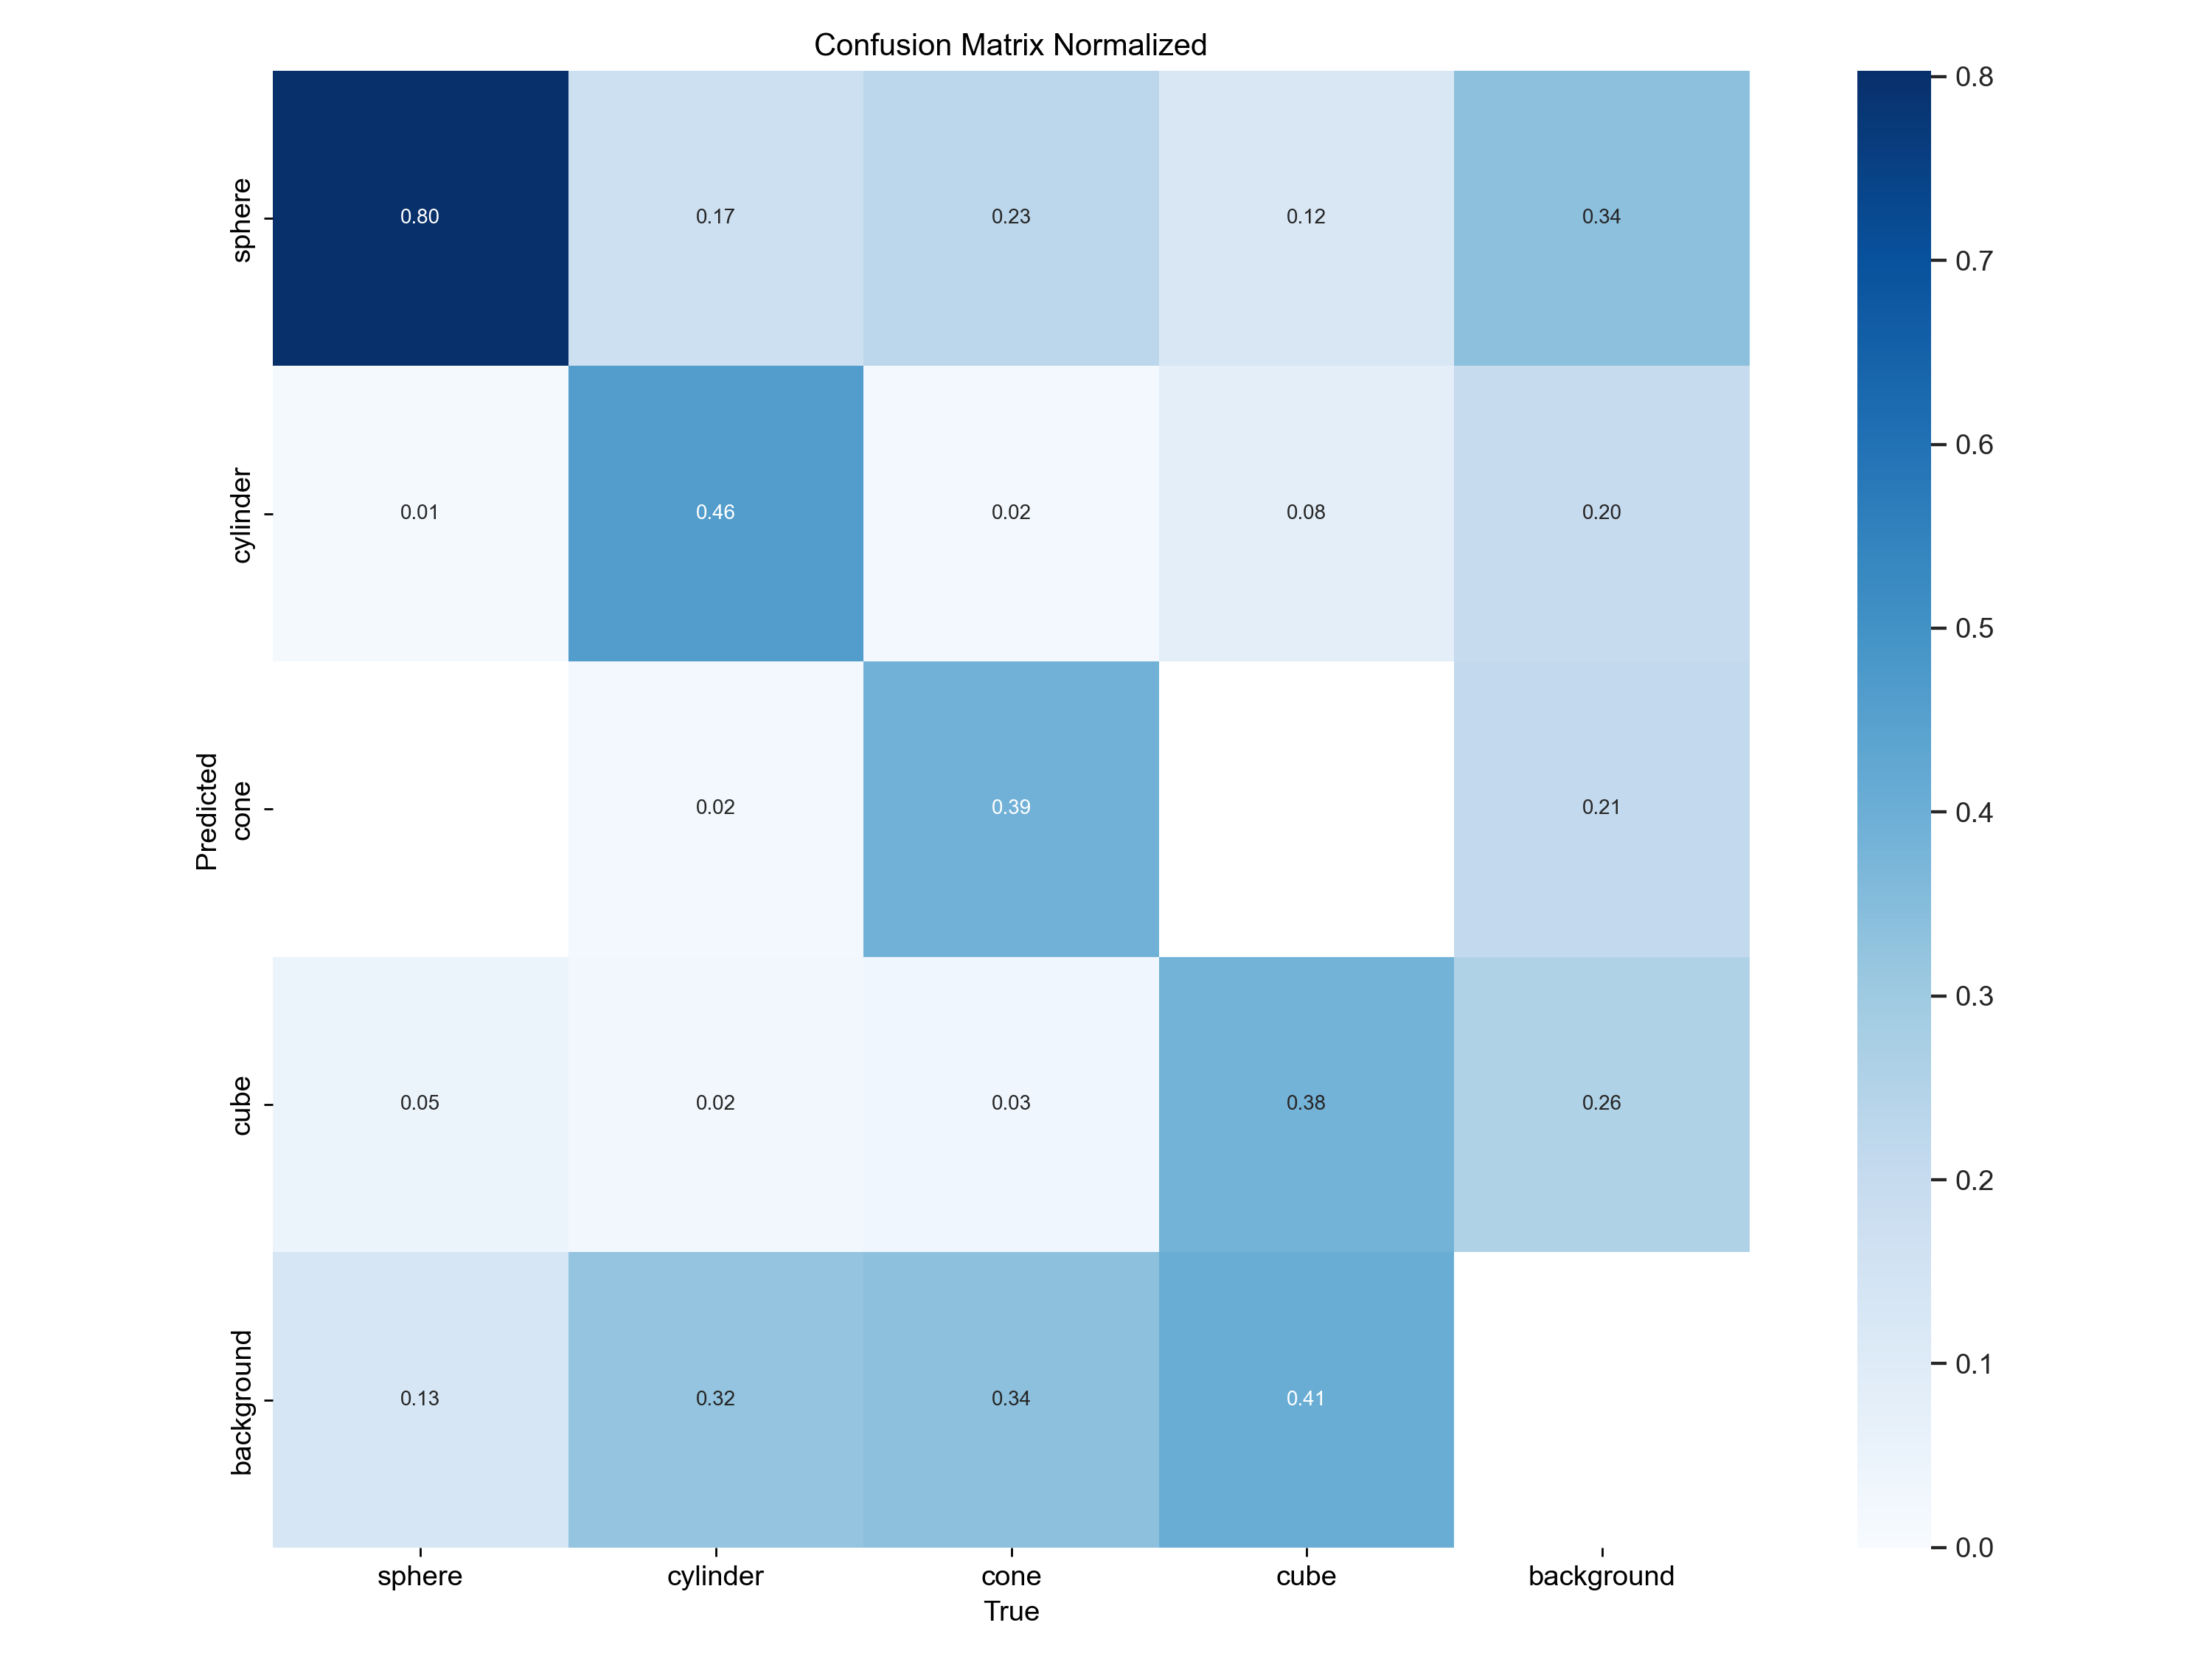 Confusion Matrix Normalized
0.8
sphere
0.80 0.17 0.23 0.12 0.34
0.7
0.6
cylinder
0.01 0.46 0.02 0.08 0.20
0.5
Predicted
cone
0.02 0.39 0.21
0.4
0.3
cube
0.05 0.02 0.03 0.38 0.26
0.2
0.1
background
0.13 0.32 0.34 0.41
0.0
sphere cylinder cone cube background
True